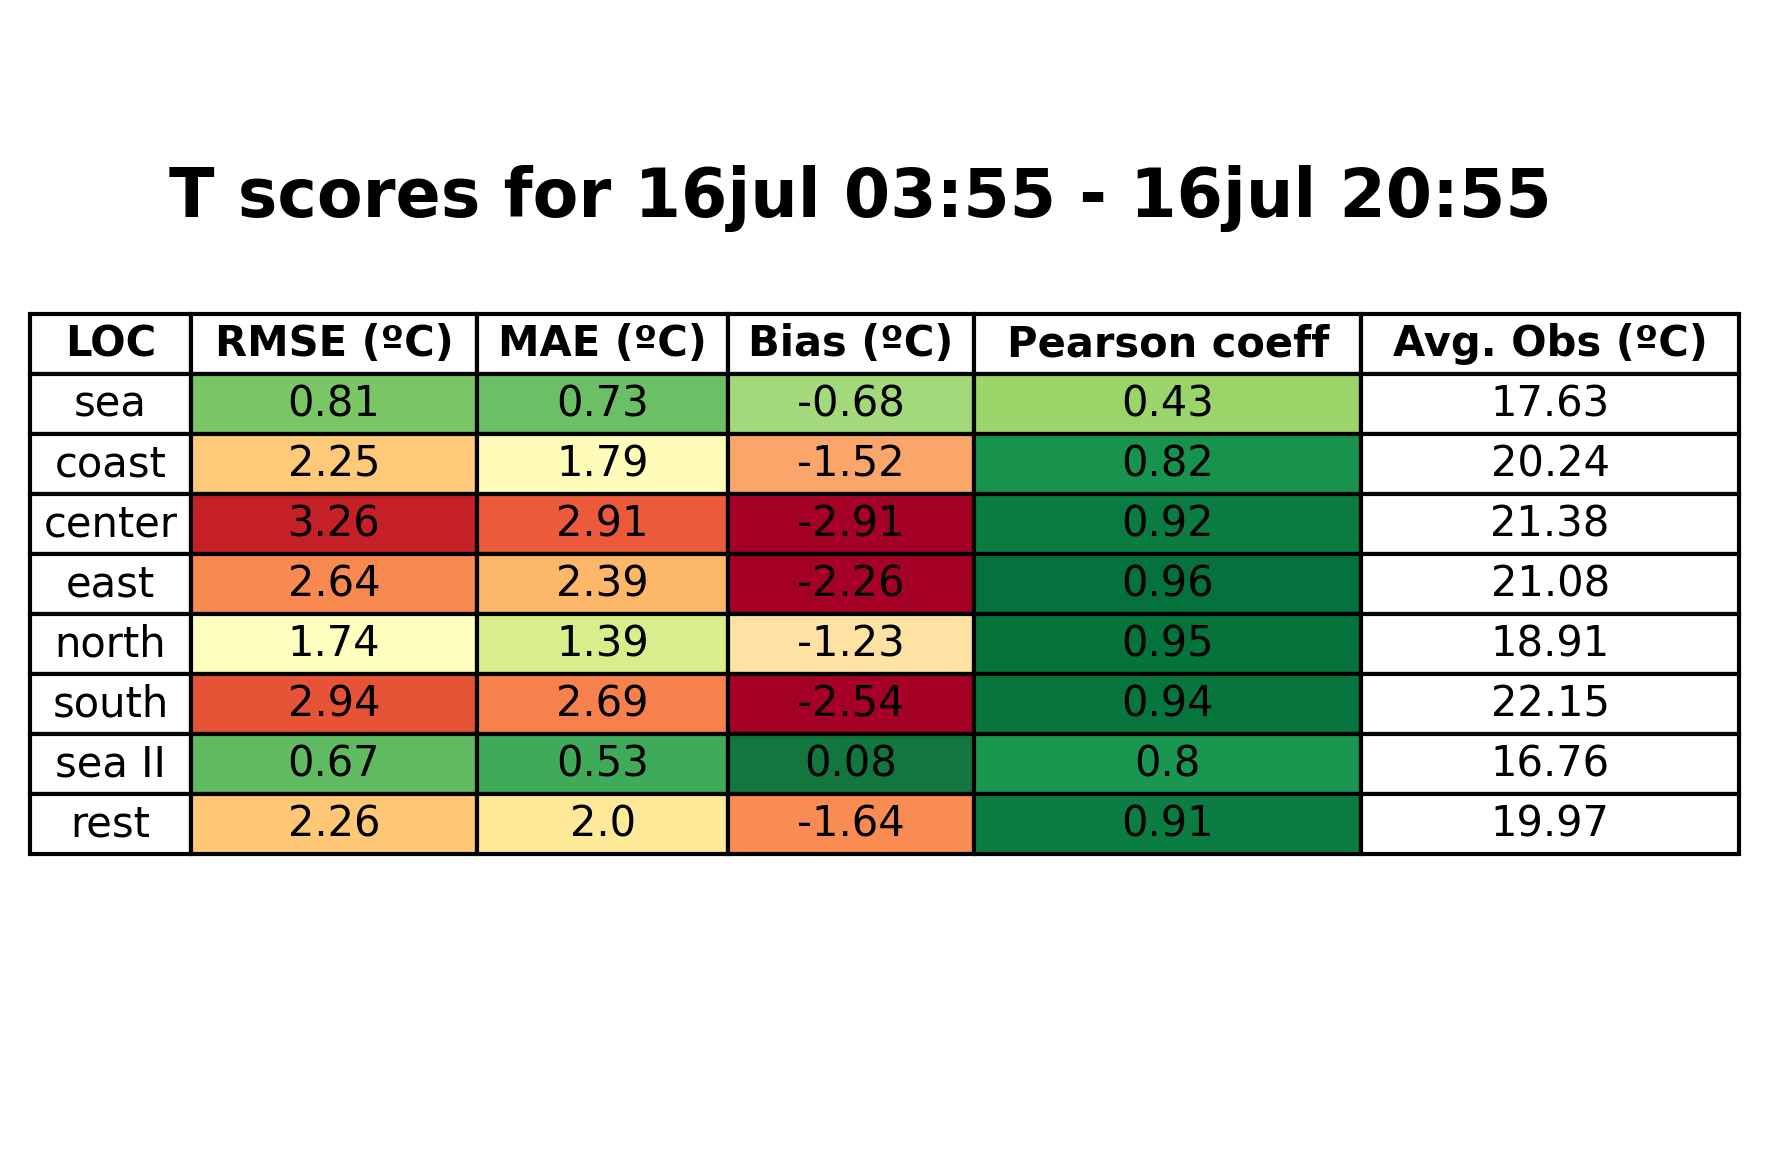 T scores for 16jul 03:55 - 16jul 20:55
LOC RMSE (ºC) MAE (ºC) Bias (ºC) Pearson coeff Avg. Obs (ºC)
sea 0.81 0.73 -0.68 0.43 17.63
coast 2.25 1.79 -1.52 0.82 20.24
center 3.26 2.91 -2.91 0.92 21.38
east 2.64 2.39 -2.26 0.96 21.08
north 1.74 1.39 -1.23 0.95 18.91
south 2.94 2.69 -2.54 0.94 22.15
sea II 0.67 0.53 0.08 0.8 16.76
rest 2.26 2.0 -1.64 0.91 19.97